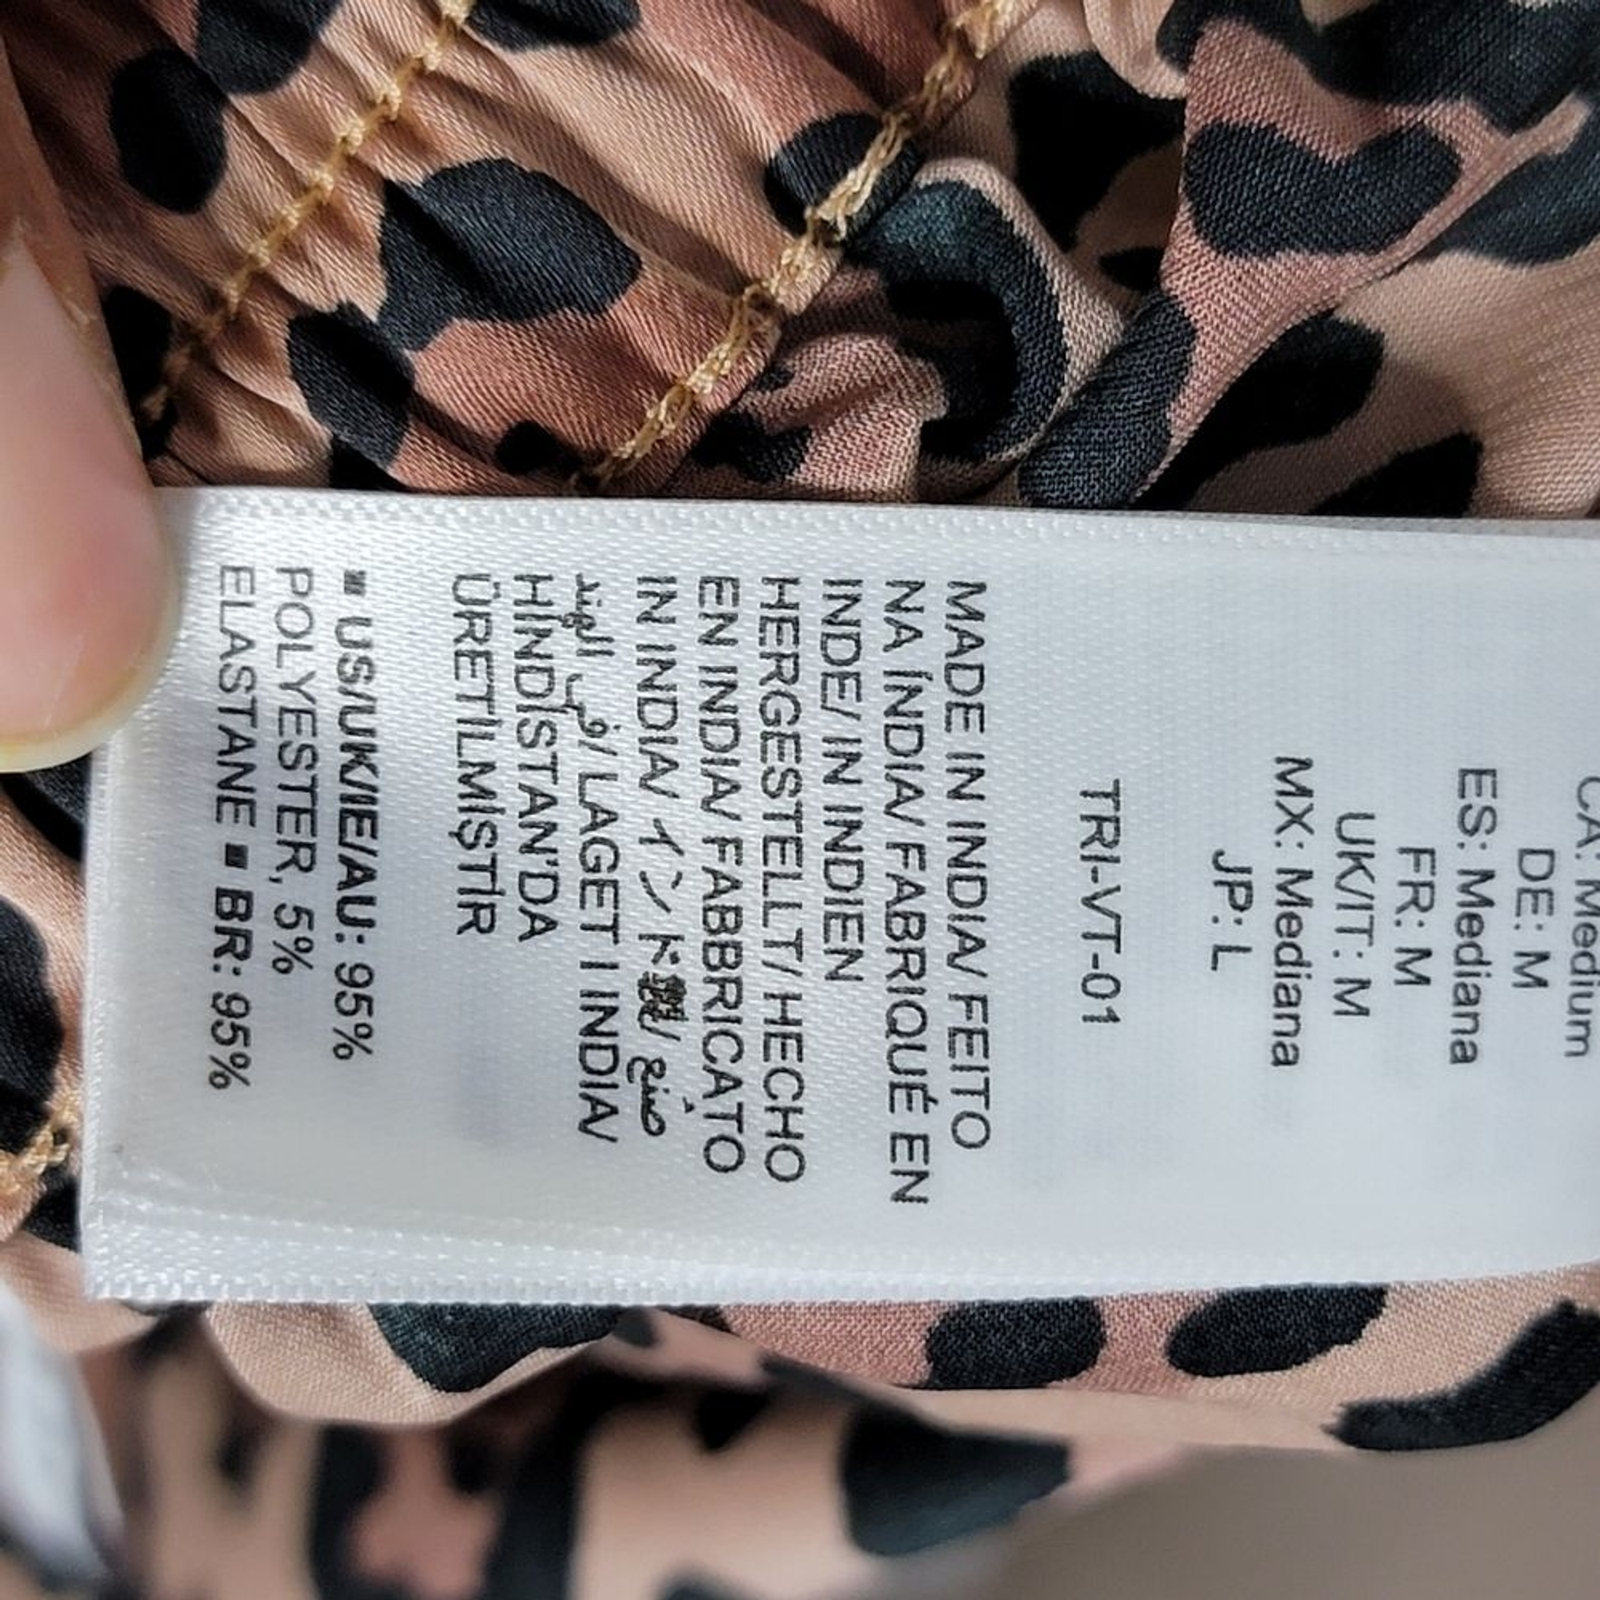 CA: Medium
DE: M
ES: Mediana
FR: M
UK/IT: M
MX: Mediana
JP: L
TRI-VT-01
MADE IN INDIA/ FEITO
NA ÍNDIA/ FABRIQUÉ EN
INDE/ IN INDIEN
HERGESTELLT/ HECHO
EN INDIA/ FABBRICATO
IN INDIA/ インド製/ صنع
في الهند/ LAGET I INDIA/
HİNDİSTAN'DA
ÜRETİLMİŞTİR
■ US/UK/IE/AU: 95%
POLYESTER, 5%
ELASTANE ■ BR: 95%